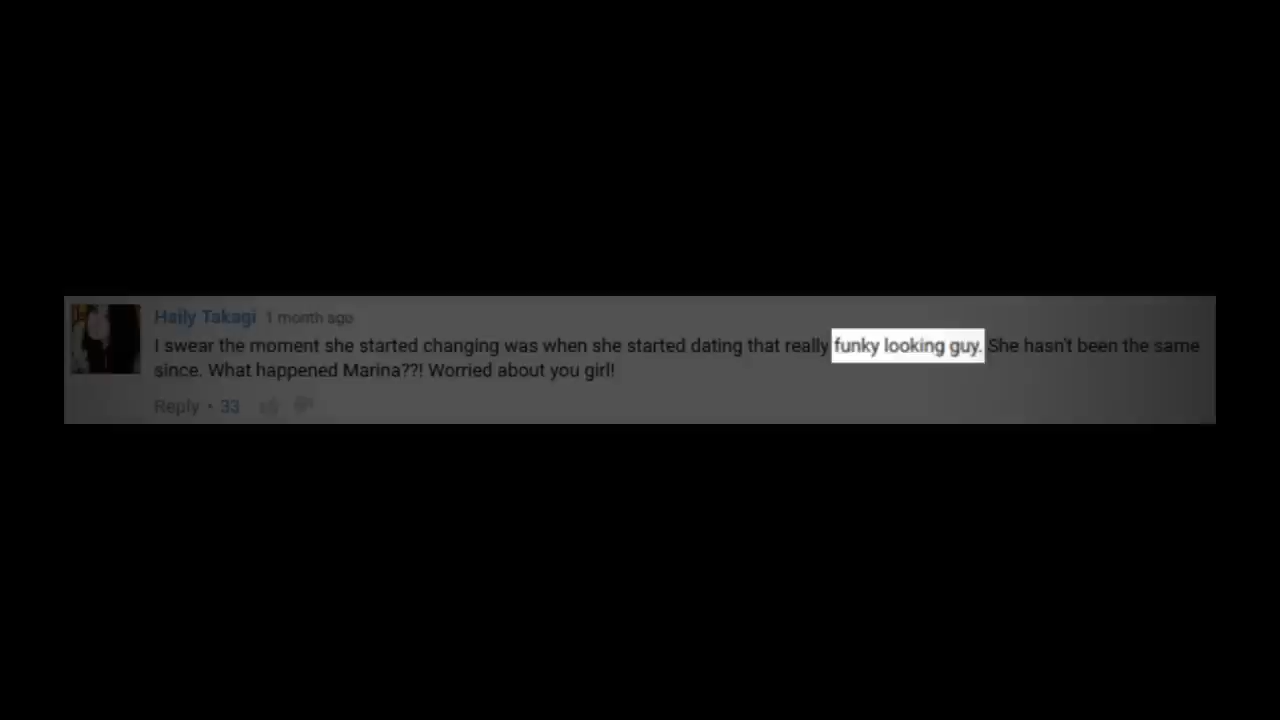 Haily Takagi 1 month ago
I swear the moment she started changing was when she started dating that really funky looking guy. She hasn't been the same
since. What happened Marina??! Worried about you girl!
Reply • 33